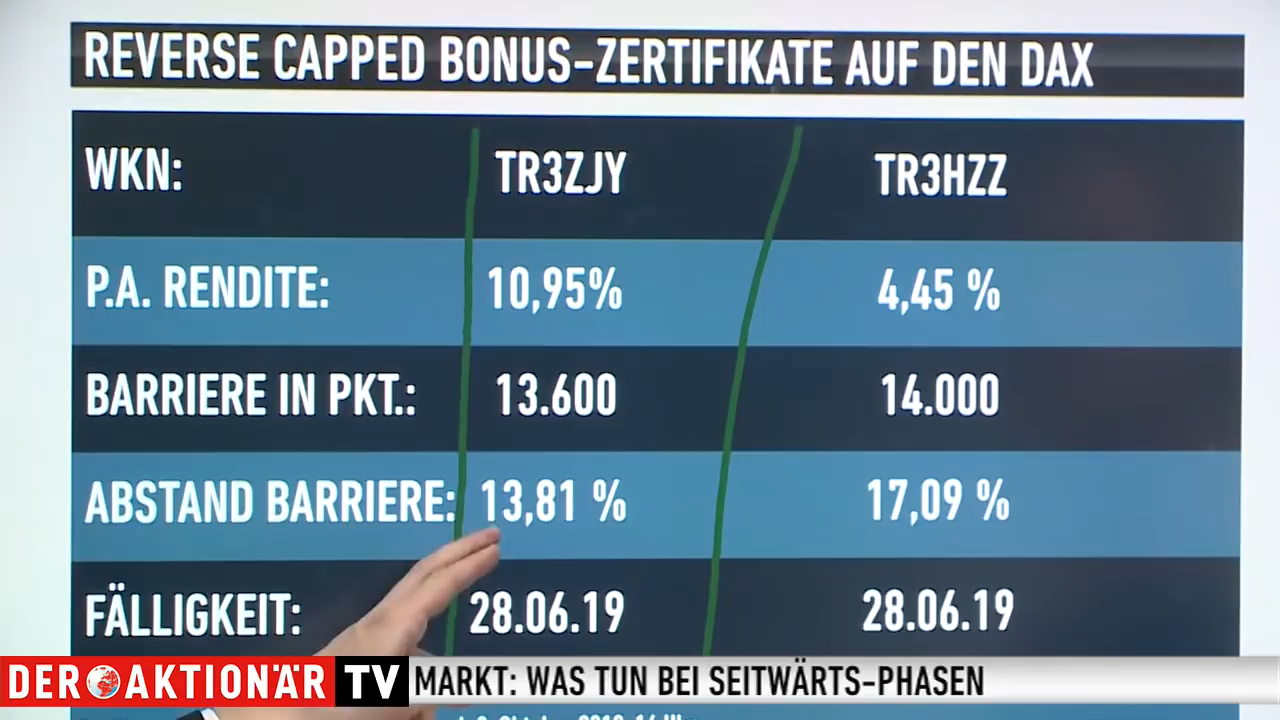 REVERSE CAPPED BONUS-ZERTIFIKATE AUF DEN DAX
WKN: TR3ZJY TR3HZZ
P.A. RENDITE: 10,95% 4,45 %
BARRIERE IN PKT.: 13.600 14.000
ABSTAND BARRIERE: 13,81 % 17,09 %
FÄLLIGKEIT: 28.06.19 28.06.19
DER AKTIONÄR TV MARKT: WAS TUN BEI SEITWÄRTS-PHASEN